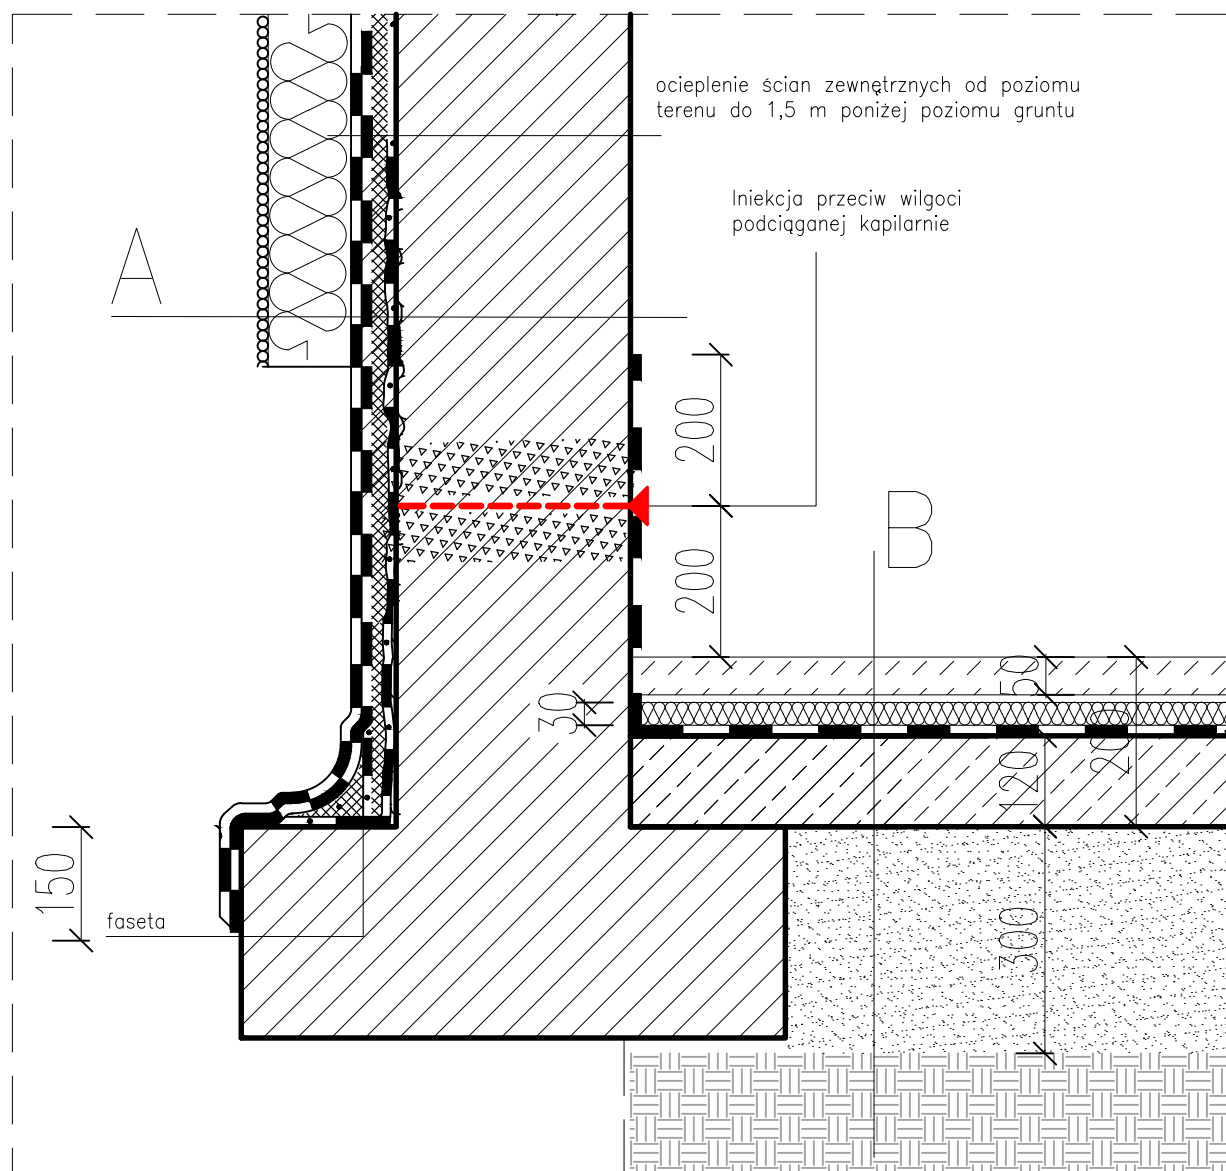 ocieplenie ścian zewnętrznych od poziomu
terenu do 1,5 m poniżej poziomu gruntu
Iniekcja przeciw wilgoci
podciąganej kapilarnie
A
200
B
200
50
30
200
120
150
faseta
300